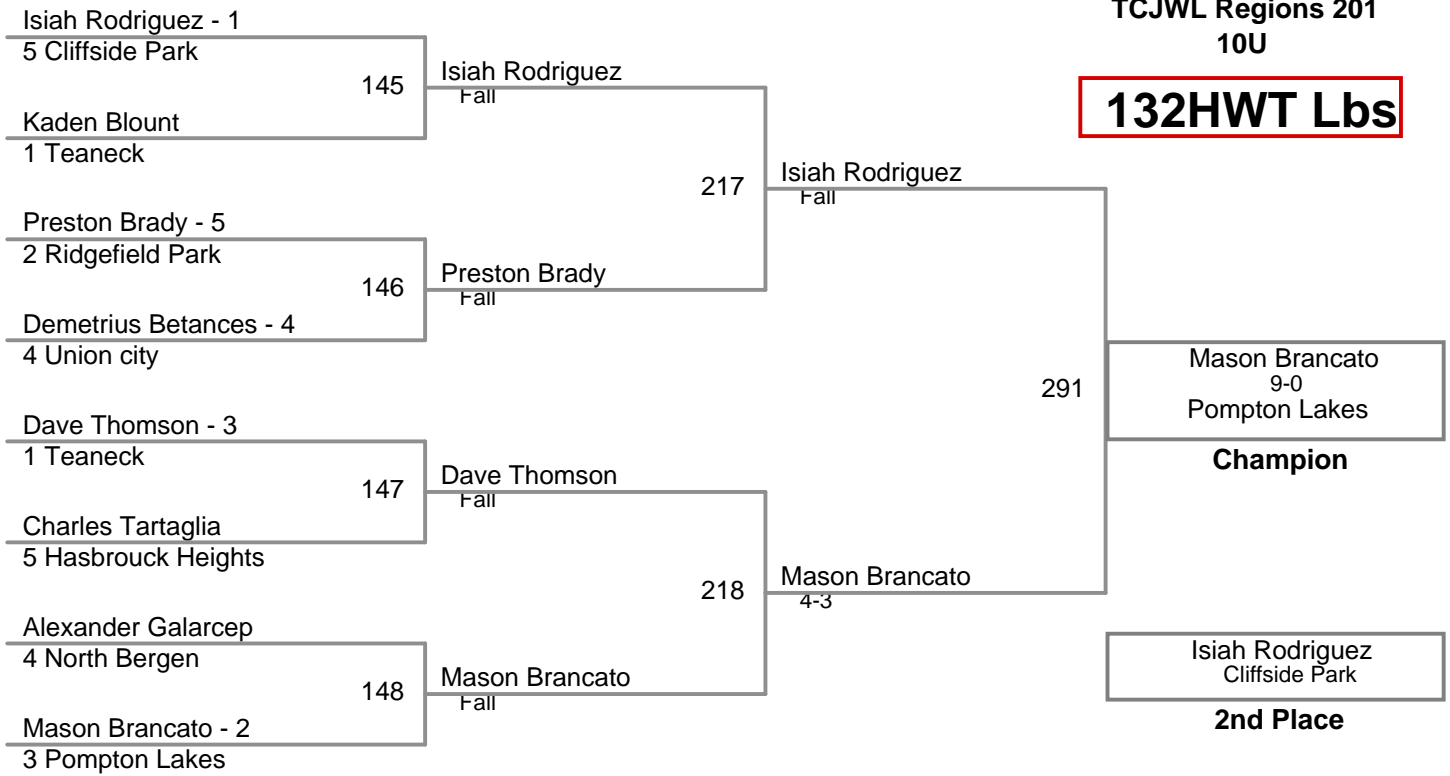 TCJWL Regions 201
10U
132HWT Lbs
Isiah Rodriguez - 1
5 Cliffside Park
145
Kaden Blount
1 Teaneck
Preston Brady - 5
2 Ridgefield Park
146
Demetrius Betances - 4
4 Union city
Dave Thomson - 3
1 Teaneck
147
Charles Tartaglia
5 Hasbrouck Heights
Alexander Galarcep
4 North Bergen
148
Mason Brancato - 2
3 Pompton Lakes
Isiah Rodriguez
Fall
217
Preston Brady
Fall
Dave Thomson
Fall
218
Mason Brancato
Fall
Isiah Rodriguez
Fall
291
Mason Brancato
4-3
Mason Brancato
9-0
Pompton Lakes
Champion
Isiah Rodriguez
Cliffside Park
2nd Place